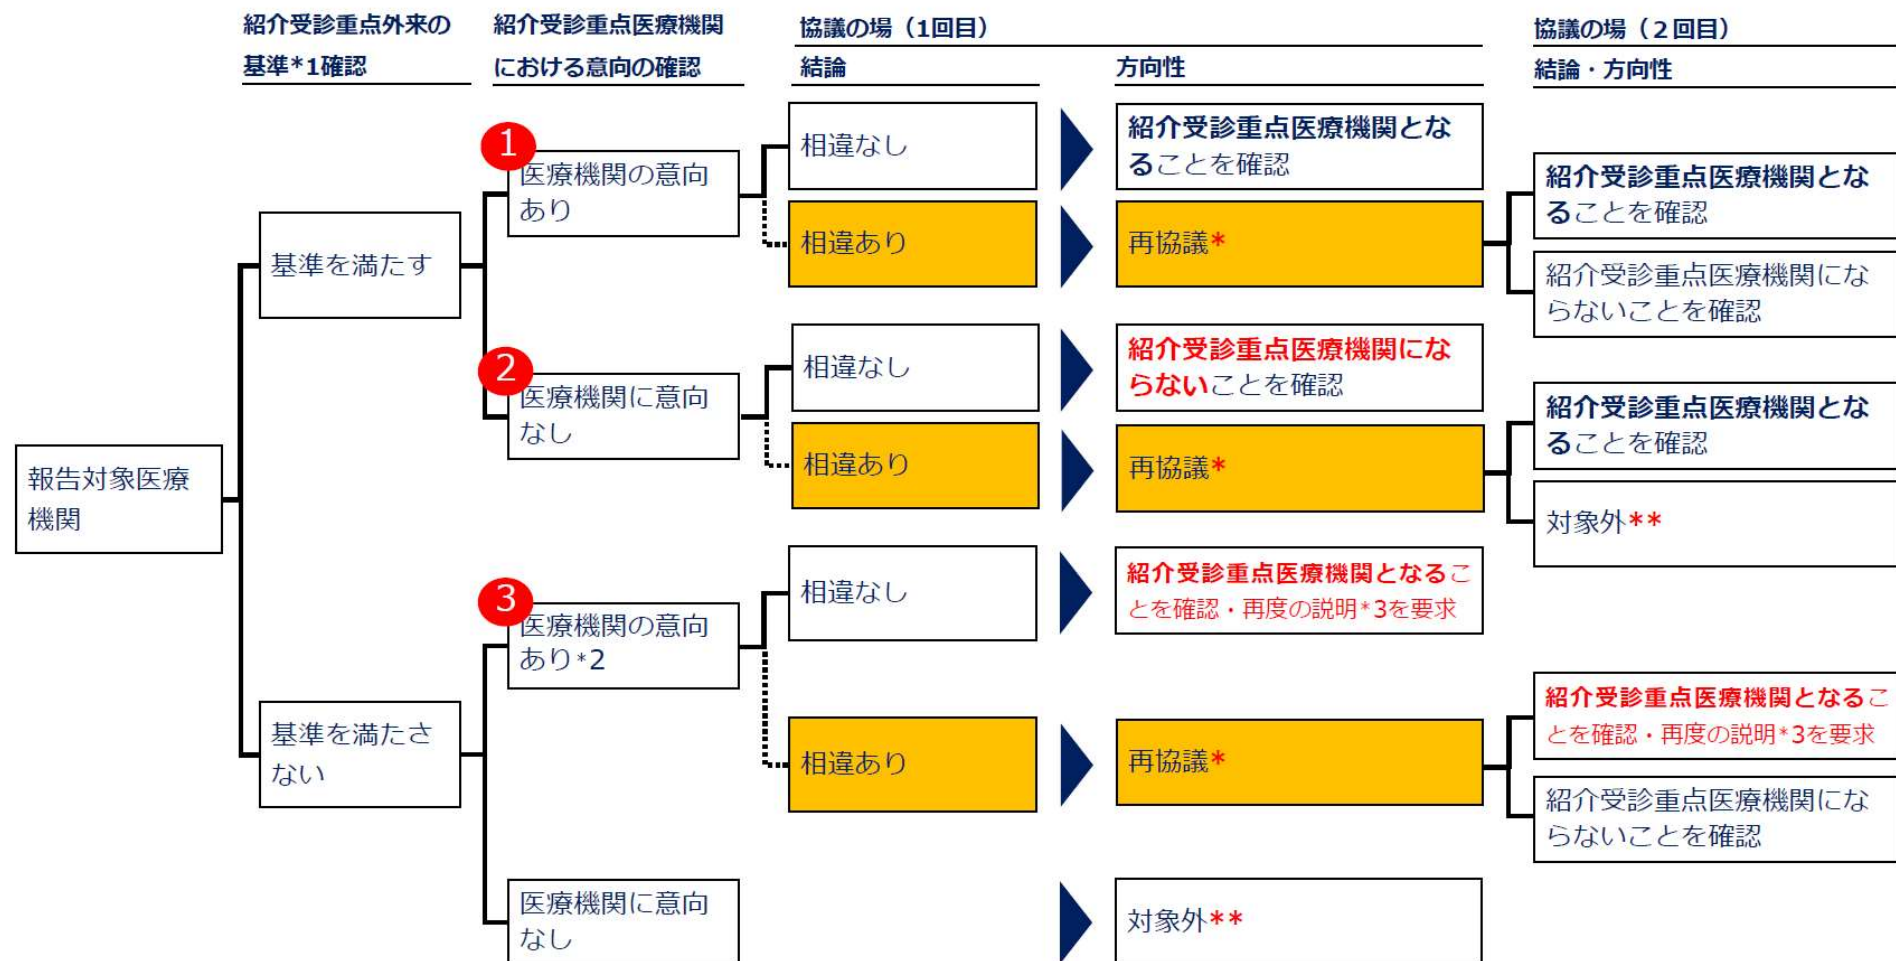 紹介受診重点外来の
基準*1確認
紹介受診重点医療機関
における意向の確認
協議の場（1回目）
結論
方向性
協議の場（２回目）
結論・方向性
報告対象医療
機関
基準を満たす
1
医療機関の意向
あり
相違なし
紹介受診重点医療機関とな
ることを確認
相違あり
再協議*
紹介受診重点医療機関とな
ることを確認
紹介受診重点医療機関にな
らないことを確認
2
医療機関に意向
なし
相違なし
紹介受診重点医療機関にな
らないことを確認
相違あり
再協議*
紹介受診重点医療機関とな
ることを確認
対象外**
基準を満たさ
ない
3
医療機関の意向
あり*2
相違なし
紹介受診重点医療機関となるこ
とを確認・再度の説明*3を要求
相違あり
再協議*
紹介受診重点医療機関となるこ
とを確認・再度の説明*3を要求
紹介受診重点医療機関にな
らないことを確認
医療機関に意向
なし
対象外**